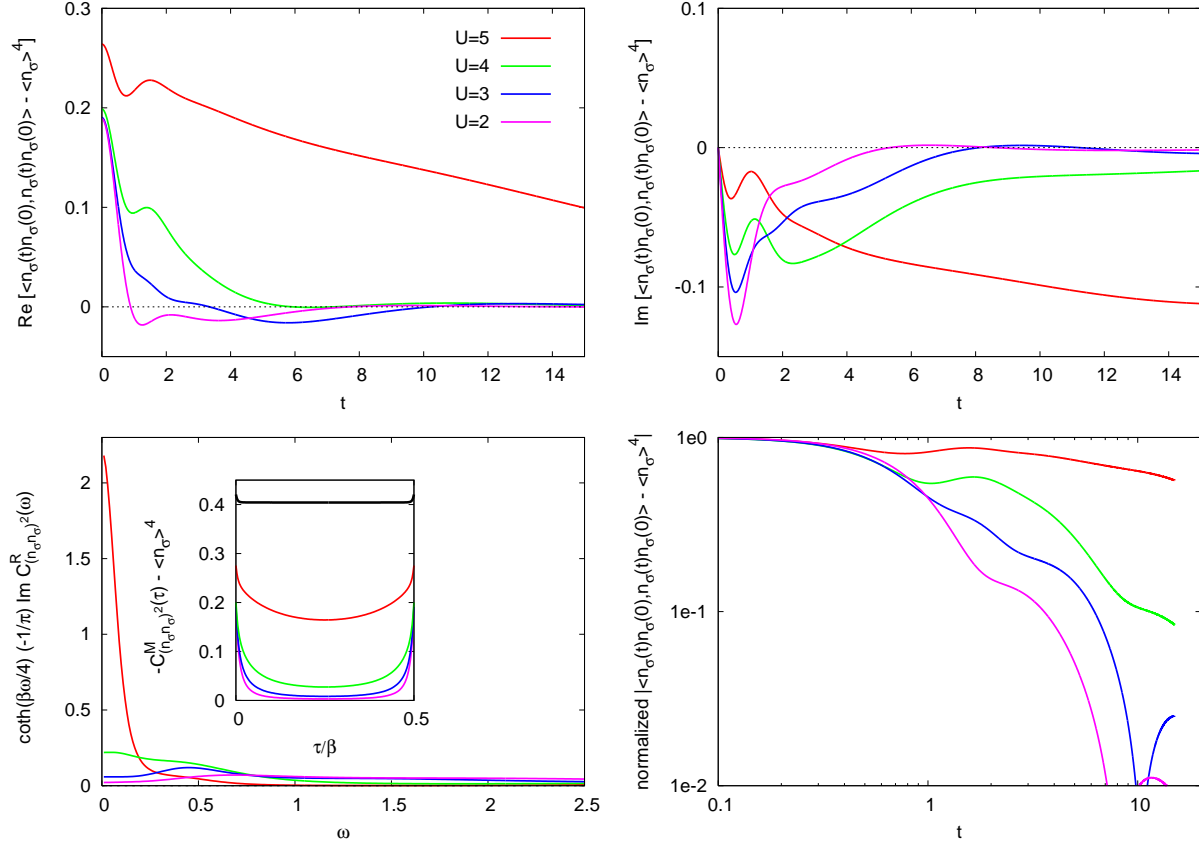 Re [<n_σ(t)n_σ(0),n_σ(t)n_σ(0)> - <n_σ>^4]
0.3
0.2
0.1
0
U=5
U=4
U=3
U=2
0 2 4 6 8 10 12 14
t
Im [<n_σ(t)n_σ(0),n_σ(t)n_σ(0)> - <n_σ>^4]
0.1
0
-0.1
0 2 4 6 8 10 12 14
t
coth(βω/4) (-1/π) Im C^R_{(n_σn_σ)^2}(ω)
2
1.5
1
0.5
0
0 0.5 1 1.5 2 2.5
ω
-C^M_{(n_σn_σ)^2}(τ) - <n_σ>^4
0.4
0.4
0.3
0.2
0.1
0
0 0.5
τ/β
normalized |<n_σ(t)n_σ(0),n_σ(t)n_σ(0)> - <n_σ>^4|
1e0
1e-1
1e-2
0.1 1 10
t